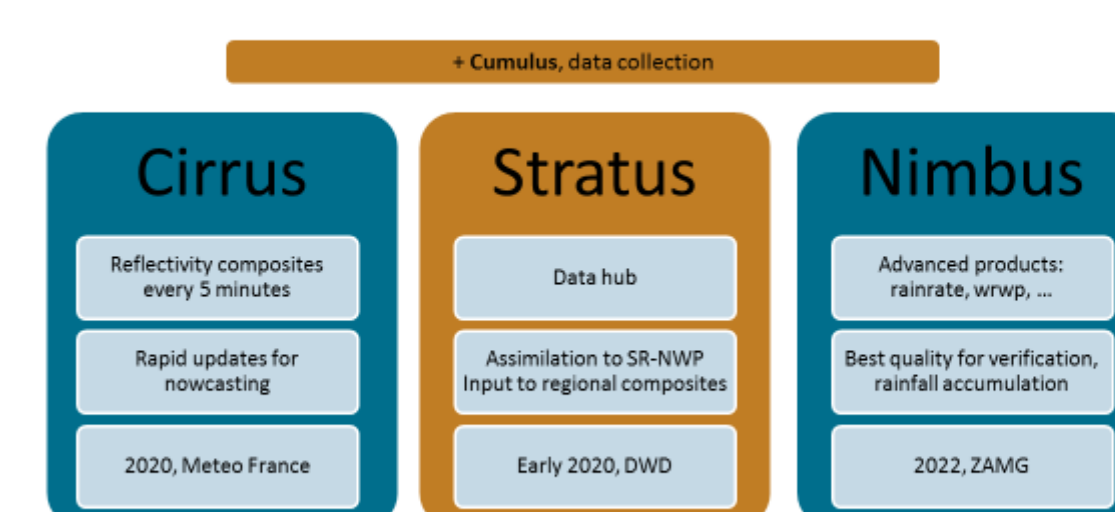 + Cumulus, data collection
Cirrus
Reflectivity composites
every 5 minutes
Rapid updates for
nowcasting
2020, Meteo France
Stratus
Data hub
Assimilation to SR-NWP
Input to regional composites
Early 2020, DWD
Nimbus
Advanced products:
rainrate, wrwp, ...
Best quality for verification,
rainfall accumulation
2022, ZAMG